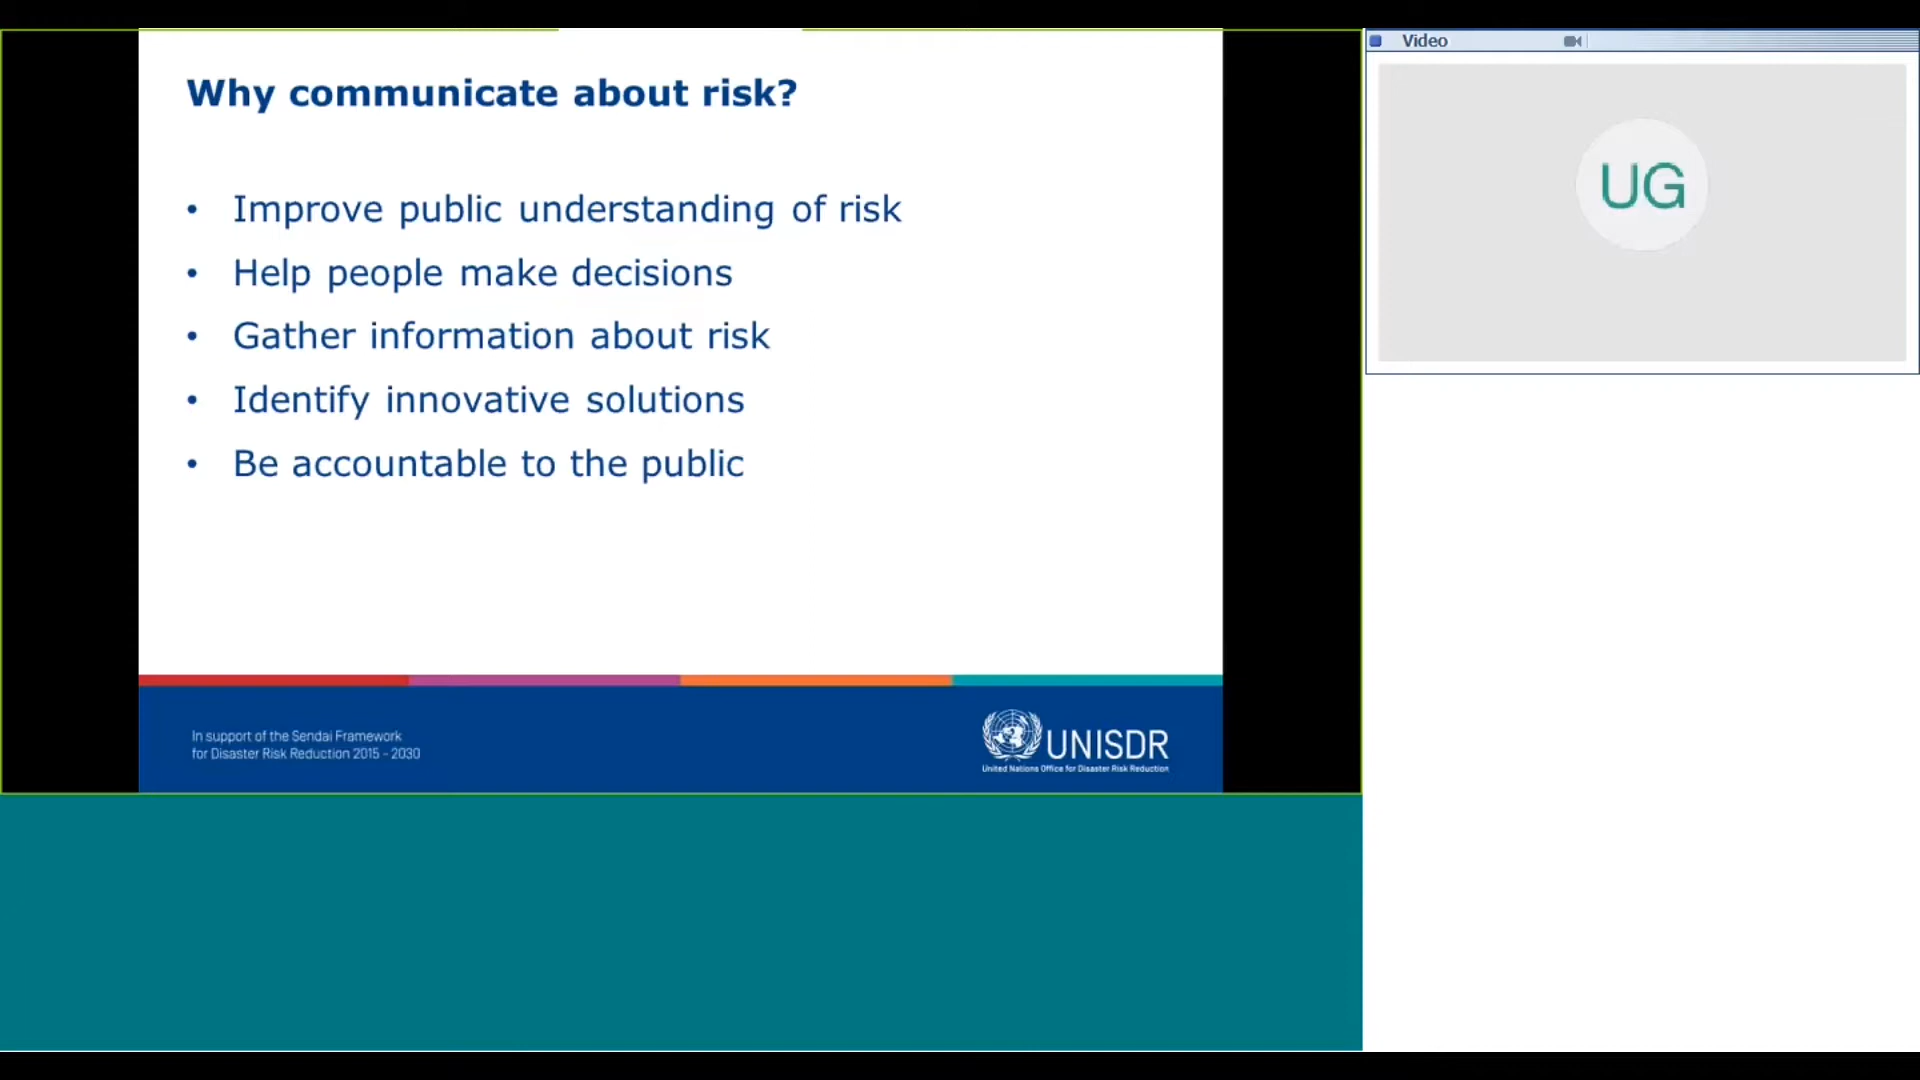 Why communicate about risk?
• Improve public understanding of risk
• Help people make decisions
• Gather information about risk
• Identify innovative solutions
• Be accountable to the public
In support of the Sendai Framework
for Disaster Risk Reduction 2015 - 2030
UNISDR
United Nations Office for Disaster Risk Reduction
Video
UG